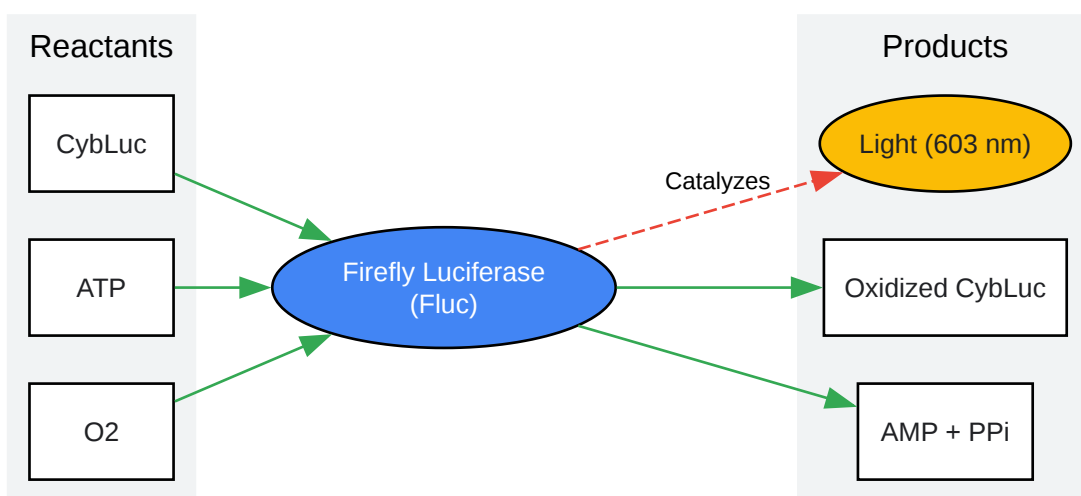 Reactants
CybLuc
ATP
O2
Firefly Luciferase
(Fluc)
Catalyzes
Products
Light (603 nm)
Oxidized CybLuc
AMP + PPi